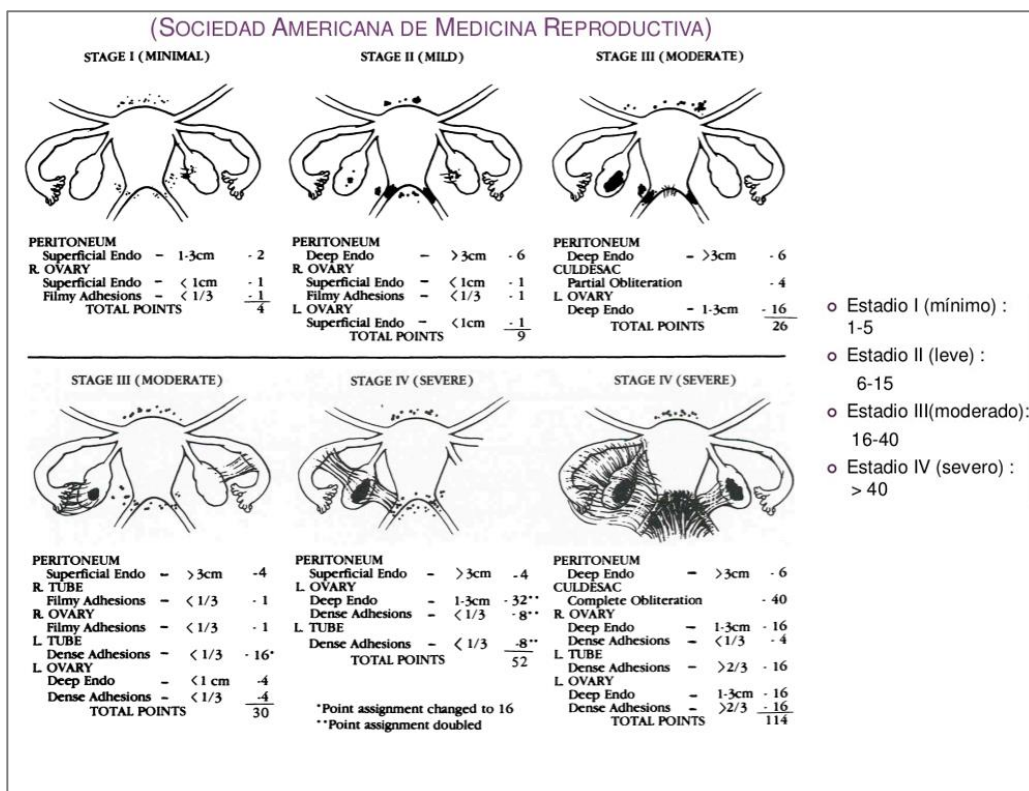 (SOCIEDAD AMERICANA DE MEDICINA REPRODUCTIVA)
STAGE I (MINIMAL)
PERITONEUM
Superficial Endo – 1-3cm - 2
R. OVARY
Superficial Endo – < 1cm - 1
Filmy Adhesions – < 1/3 - 1
TOTAL POINTS 4
STAGE II (MILD)
PERITONEUM
Deep Endo – > 3cm - 6
R. OVARY
Superficial Endo – < 1cm - 1
Filmy Adhesions – < 1/3 - 1
L. OVARY
Superficial Endo – < 1cm - 1
TOTAL POINTS 9
STAGE III (MODERATE)
PERITONEUM
Deep Endo – >3cm - 6
CULDESAC
Partial Obliteration - 4
L. OVARY
Deep Endo – 1-3cm - 16
TOTAL POINTS 26
STAGE III (MODERATE)
PERITONEUM
Superficial Endo – >3cm -4
R. TUBE
Filmy Adhesions – < 1/3 - 1
R. OVARY
Filmy Adhesions – < 1/3 - 1
L. TUBE
Dense Adhesions – < 1/3 - 16*
L. OVARY
Deep Endo – <1 cm -4
Dense Adhesions – < 1/3 -4
TOTAL POINTS 30
STAGE IV (SEVERE)
PERITONEUM
Superficial Endo – >3cm -4
L. OVARY
Deep Endo – 1-3cm - 32**
Dense Adhesions – < 1/3 - 8**
L. TUBE
Dense Adhesions – < 1/3 -8**
TOTAL POINTS 52
*Point assignment changed to 16
**Point assignment doubled
STAGE IV (SEVERE)
PERITONEUM
Deep Endo – >3cm - 6
CULDESAC
Complete Obliteration - 40
R. OVARY
Deep Endo – 1-3cm - 16
Dense Adhesions – < 1/3 - 4
L. TUBE
Dense Adhesions – >2/3 - 16
L. OVARY
Deep Endo – 1-3cm - 16
Dense Adhesions – >2/3 - 16
TOTAL POINTS 114
Estadio I (mínimo) :
1-5
Estadio II (leve) :
6-15
Estadio III(moderado):
16-40
Estadio IV (severo) :
> 40